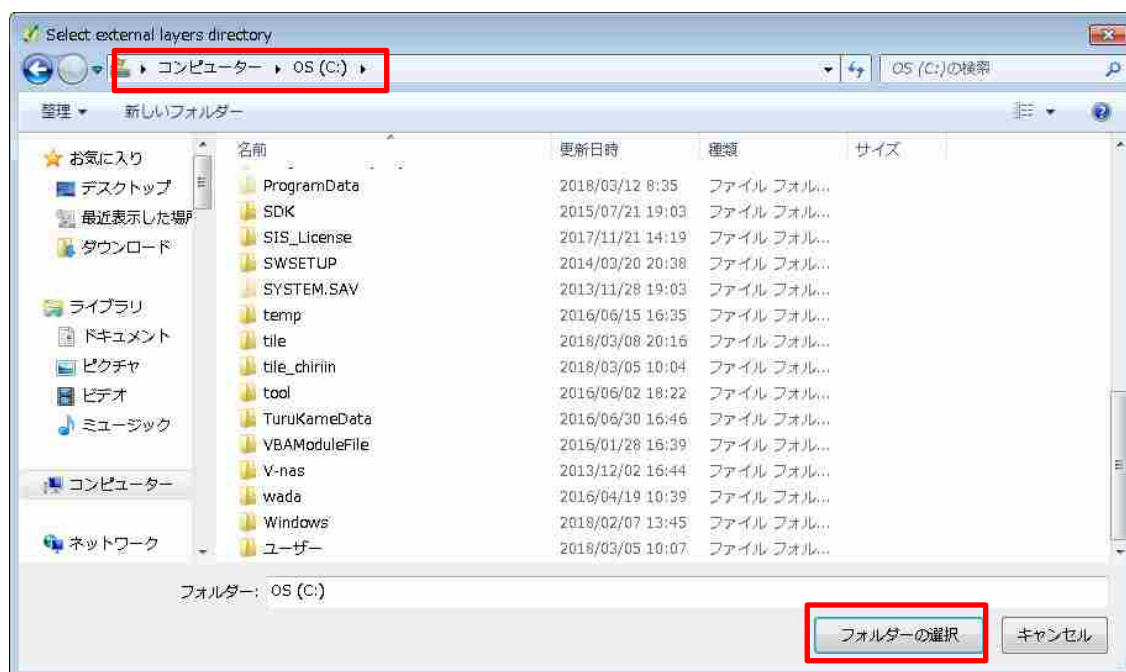 Select external layers directory
コンピューター ▸ OS (C:) ▸
OS (C:)の検索
整理 新しいフォルダー
名前 更新日時 種類 サイズ
お気に入り
デスクトップ
最近表示した場所
ダウンロード
ライブラリ
ドキュメント
ピクチャ
ビデオ
ミュージック
コンピューター
ネットワーク
ProgramData 2018/03/12 8:35 ファイル フォル...
SDK 2015/07/21 19:03 ファイル フォル...
SIS_License 2017/11/21 14:19 ファイル フォル...
SWSETUP 2014/03/20 20:38 ファイル フォル...
SYSTEM.SAV 2013/11/28 19:03 ファイル フォル...
temp 2016/06/15 16:35 ファイル フォル...
tile 2018/03/08 20:16 ファイル フォル...
tile_chiriin 2018/03/05 10:04 ファイル フォル...
tool 2016/06/02 18:22 ファイル フォル...
TuruKameData 2016/06/30 16:46 ファイル フォル...
VBAModuleFile 2016/01/28 16:39 ファイル フォル...
V-nas 2013/12/02 16:44 ファイル フォル...
wada 2016/04/19 10:39 ファイル フォル...
Windows 2018/02/07 13:45 ファイル フォル...
ユーザー 2018/03/05 10:07 ファイル フォル...
フォルダー: OS (C:)
フォルダーの選択 キャンセル